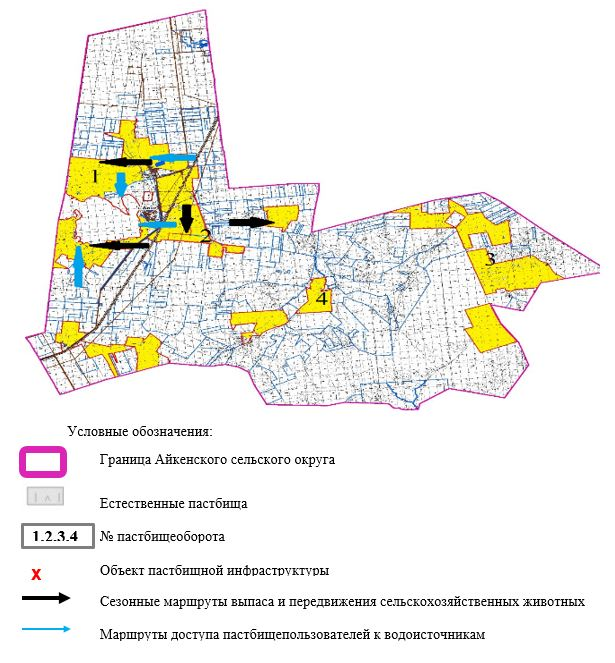 1
2
3
4
Условные обозначения:
Граница Айкенского сельского округа
Естественные пастбища
1.2.3.4 № пастбищеоборота
х Объект пастбищной инфраструктуры
Сезонные маршруты выпаса и передвижения сельскохозяйственных животных
Маршруты доступа пастбищепользователей к водоисточникам